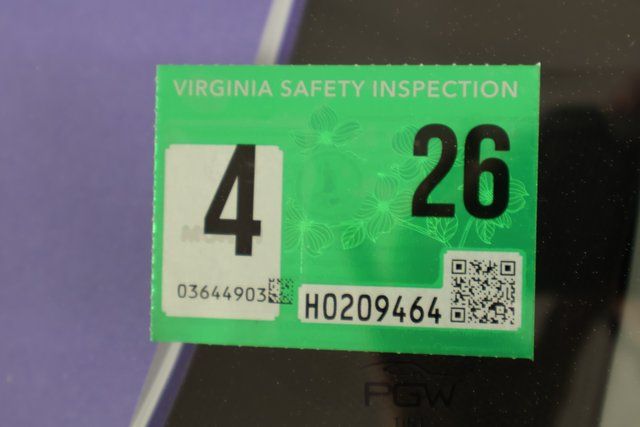 VIRGINIA SAFETY INSPECTION
4
26
03644903
H0209464
PGW